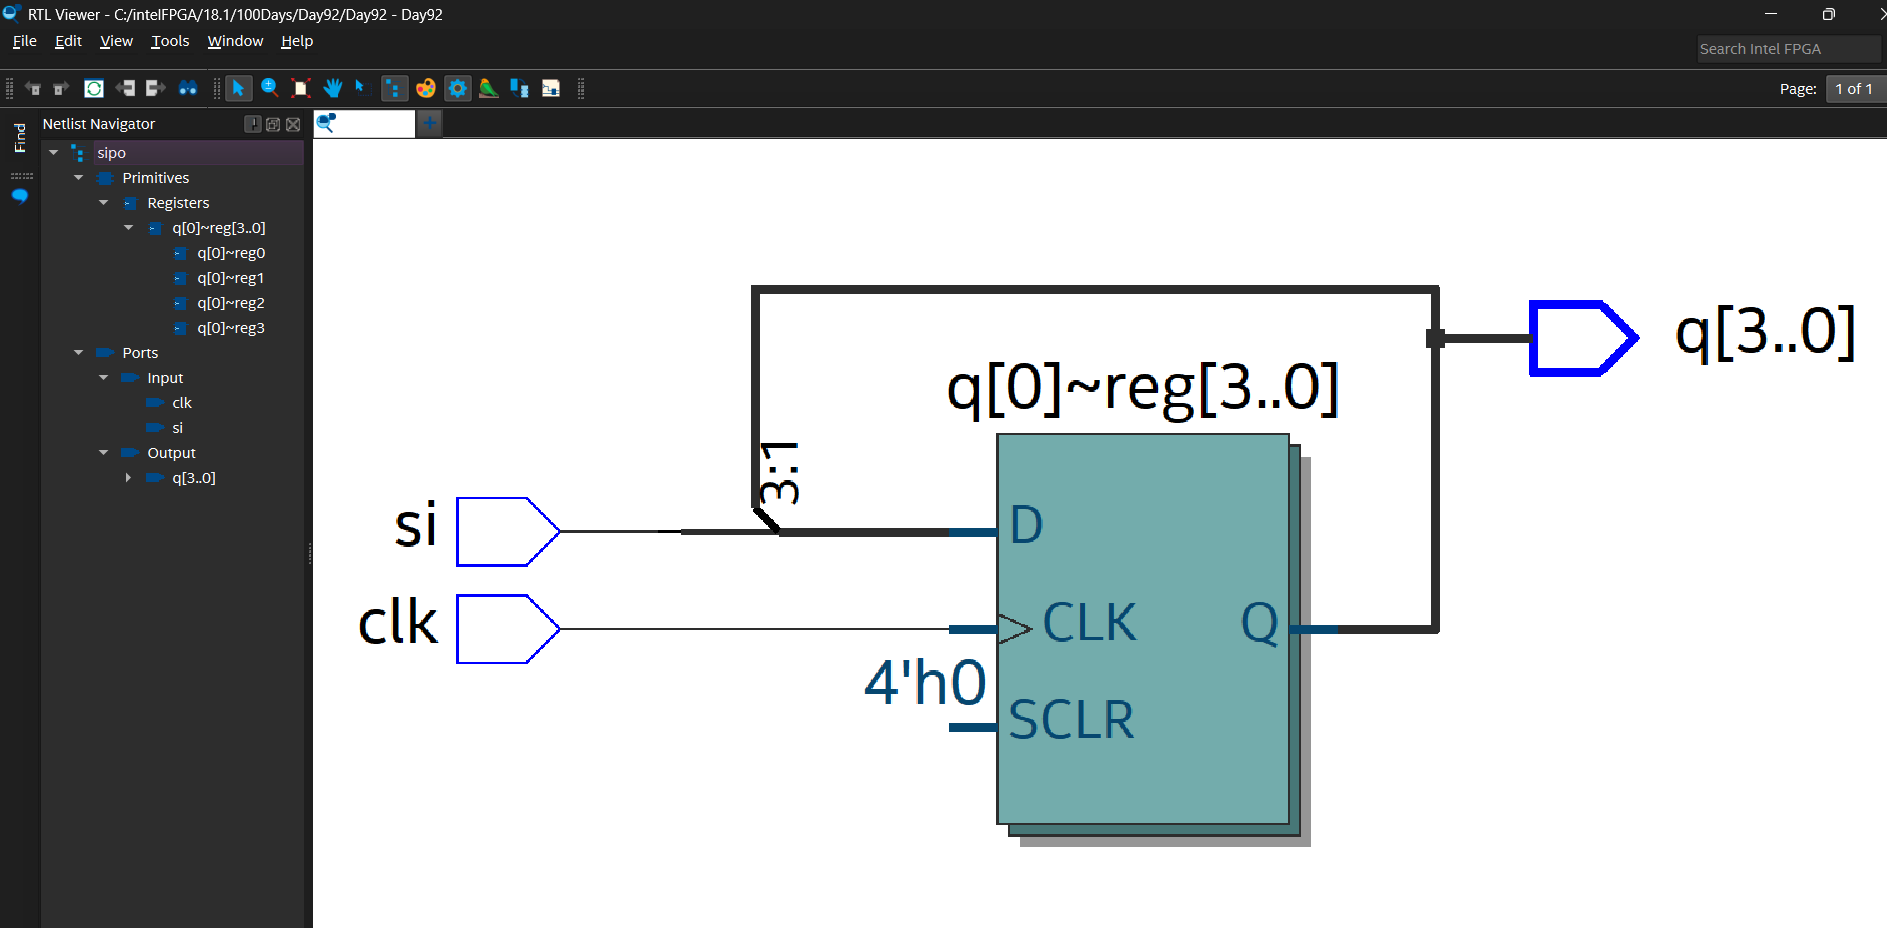 RTL Viewer - C:/intelFPGA/18.1/100Days/Day92/Day92 - Day92
File Edit View Tools Window Help
Search Intel FPGA
Page: 1 of 1
Find
Netlist Navigator
sipo
Primitives
Registers
q[0]~reg[3..0]
q[0]~reg0
q[0]~reg1
q[0]~reg2
q[0]~reg3
Ports
Input
clk
si
Output
q[3..0]
q[3..0]
q[0]~reg[3..0]
3:1
si
D
clk
CLK
Q
4'h0
SCLR